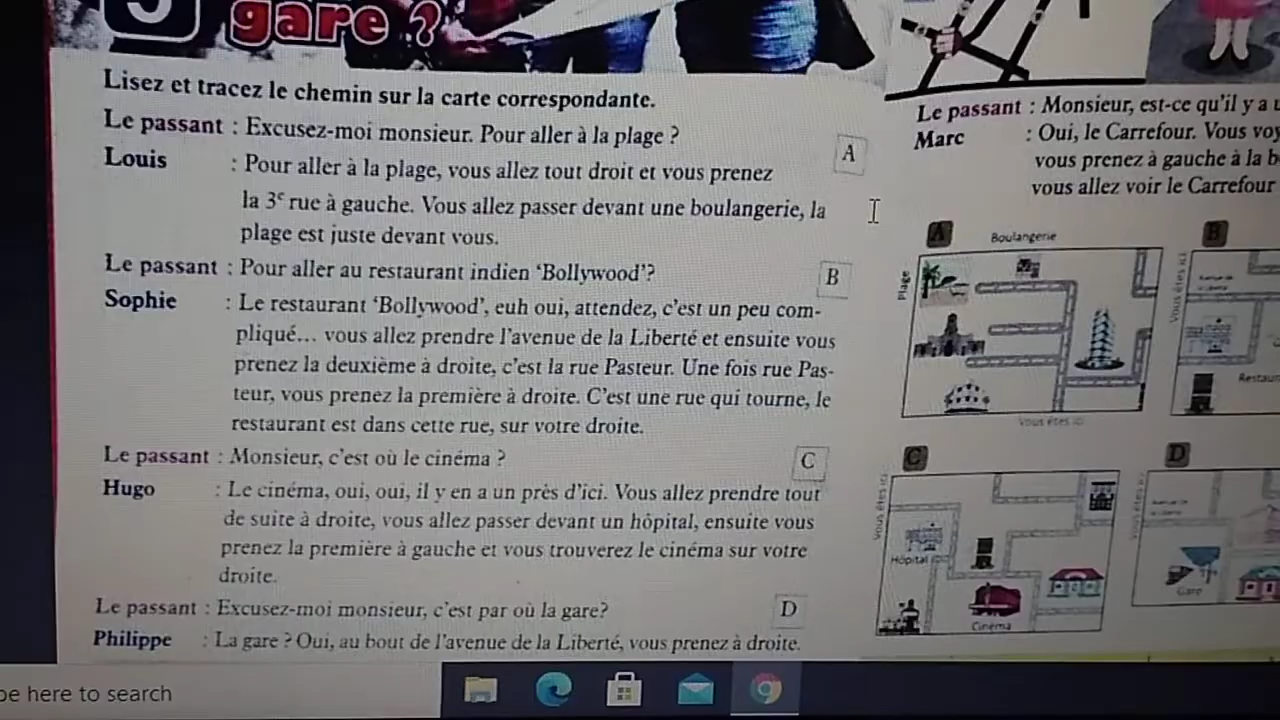 5 gare ?
Lisez et tracez le chemin sur la carte correspondante.
Le passant : Excusez-moi monsieur. Pour aller à la plage ?
A
Louis : Pour aller à la plage, vous allez tout droit et vous prenez
la 3e rue à gauche. Vous allez passer devant une boulangerie, la
plage est juste devant vous.
Le passant : Pour aller au restaurant indien 'Bollywood'?
B
Sophie : Le restaurant 'Bollywood', euh oui, attendez, c'est un peu com-
pliqué... vous allez prendre l'avenue de la Liberté et ensuite vous
prenez la deuxième à droite, c'est la rue Pasteur. Une fois rue Pas-
teur, vous prenez la première à droite. C'est une rue qui tourne, le
restaurant est dans cette rue, sur votre droite.
Le passant : Monsieur, c'est où le cinéma ?
C
Hugo : Le cinéma, oui, oui, il y en a un près d'ici. Vous allez prendre tout
de suite à droite, vous allez passer devant un hôpital, ensuite vous
prenez la première à gauche et vous trouverez le cinéma sur votre
droite.
Le passant : Excusez-moi monsieur, c'est par où la gare?
D
Philippe : La gare ? Oui, au bout de l'avenue de la Liberté, vous prenez à droite.
Le passant : Monsieur, est-ce qu'il y a
Marc : Oui, le Carrefour. Vous
vous prenez à gauche à la
vous allez voir le Carrefour
A
Boulangerie
Plage
Vous êtes ici
B
Vous êtes ici
C
Vous êtes ici
Hôpital
Cinéma
D
Vous êtes ici
Gare
here to search